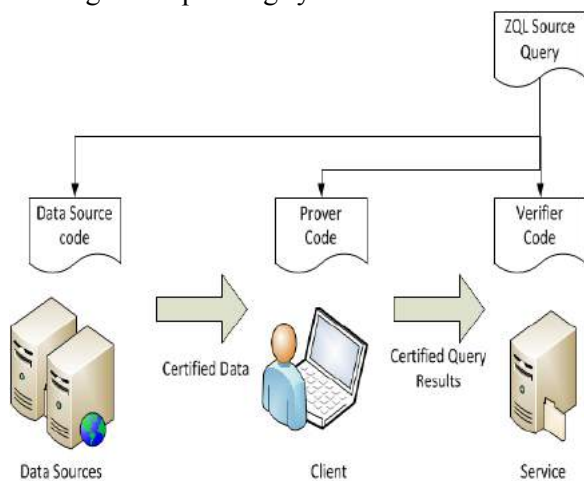 ZQL Source
Query
Data Source
code
Prover
Code
Verifier
Code
Certified Data
Certified Query
Results
Data Sources
Client
Service